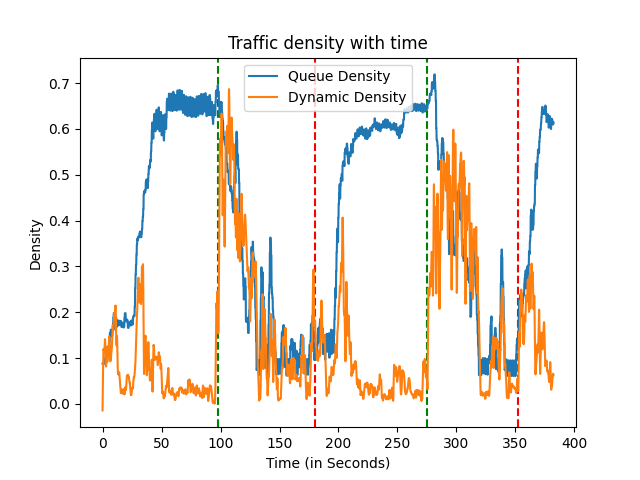 Traffic density with time
Queue Density
Dynamic Density
Density
0.7
0.6
0.5
0.4
0.3
0.2
0.1
0.0
0 50 100 150 200 250 300 350 400
Time (in Seconds)